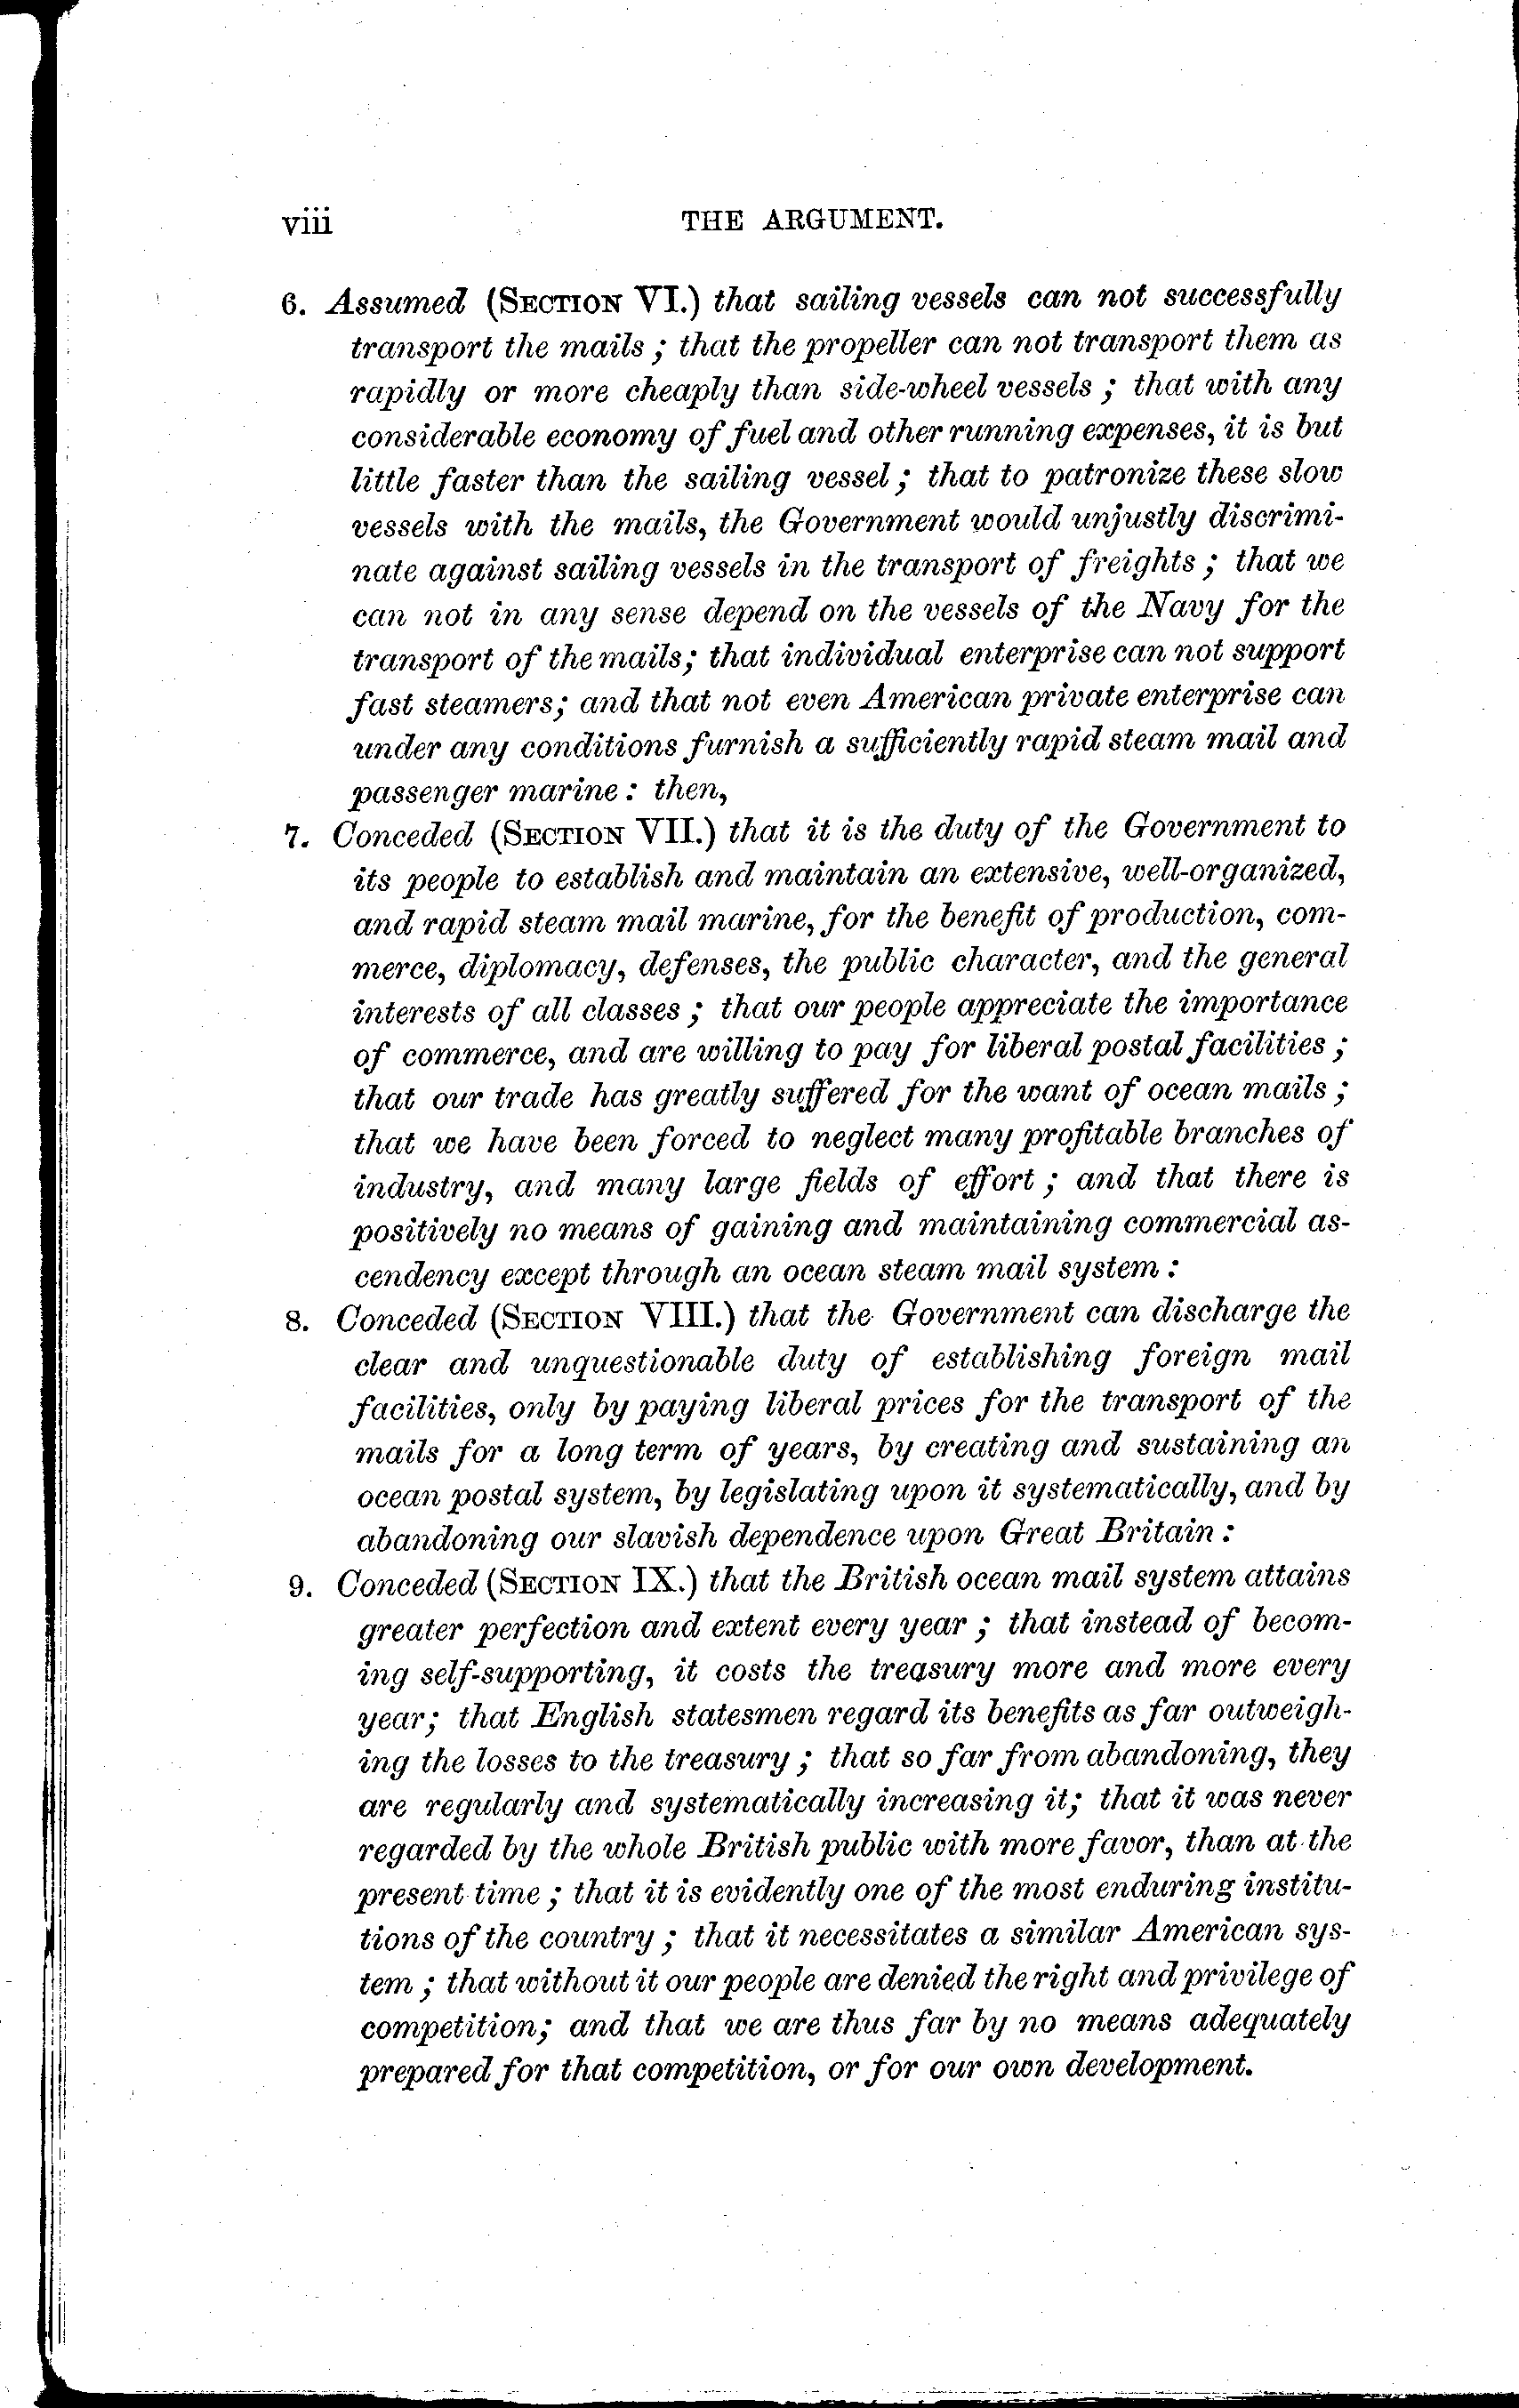 viii THE ARGUMENT.
6. Assumed (SECTION VI.) that sailing vessels can not successfully
transport the mails ; that the propeller can not transport them as
rapidly or more cheaply than side-wheel vessels ; that with any
considerable economy of fuel and other running expenses, it is but
little faster than the sailing vessel ; that to patronize these slow
vessels with the mails, the Government would unjustly discrimi-
nate against sailing vessels in the transport of freights ; that we
can not in any sense depend on the vessels of the Navy for the
transport of the mails; that individual enterprise can not support
fast steamers; and that not even American private enterprise can
under any conditions furnish a sufficiently rapid steam mail and
passenger marine : then,
7. Conceded (SECTION VII.) that it is the duty of the Government to
its people to establish and maintain an extensive, well-organized,
and rapid steam mail marine, for the benefit of production, com-
merce, diplomacy, defenses, the public character, and the general
interests of all classes ; that our people appreciate the importance
of commerce, and are willing to pay for liberal postal facilities ;
that our trade has greatly suffered for the want of ocean mails ;
that we have been forced to neglect many profitable branches of
industry, and many large fields of effort ; and that there is
positively no means of gaining and maintaining commercial as-
cendency except through an ocean steam mail system :
8. Conceded (SECTION VIII.) that the Government can discharge the
clear and unquestionable duty of establishing foreign mail
facilities, only by paying liberal prices for the transport of the
mails for a long term of years, by creating and sustaining an
ocean postal system, by legislating upon it systematically, and by
abandoning our slavish dependence upon Great Britain :
9. Conceded (SECTION IX.) that the British ocean mail system attains
greater perfection and extent every year ; that instead of becom-
ing self-supporting, it costs the treasury more and more every
year; that English statesmen regard its benefits as far outweigh-
ing the losses to the treasury ; that so far from abandoning, they
are regularly and systematically increasing it; that it was never
regarded by the whole British public with more favor, than at the
present time ; that it is evidently one of the most enduring institu-
tions of the country ; that it necessitates a similar American sys-
tem ; that without it our people are denied the right and privilege of
competition; and that we are thus far by no means adequately
prepared for that competition, or for our own development.